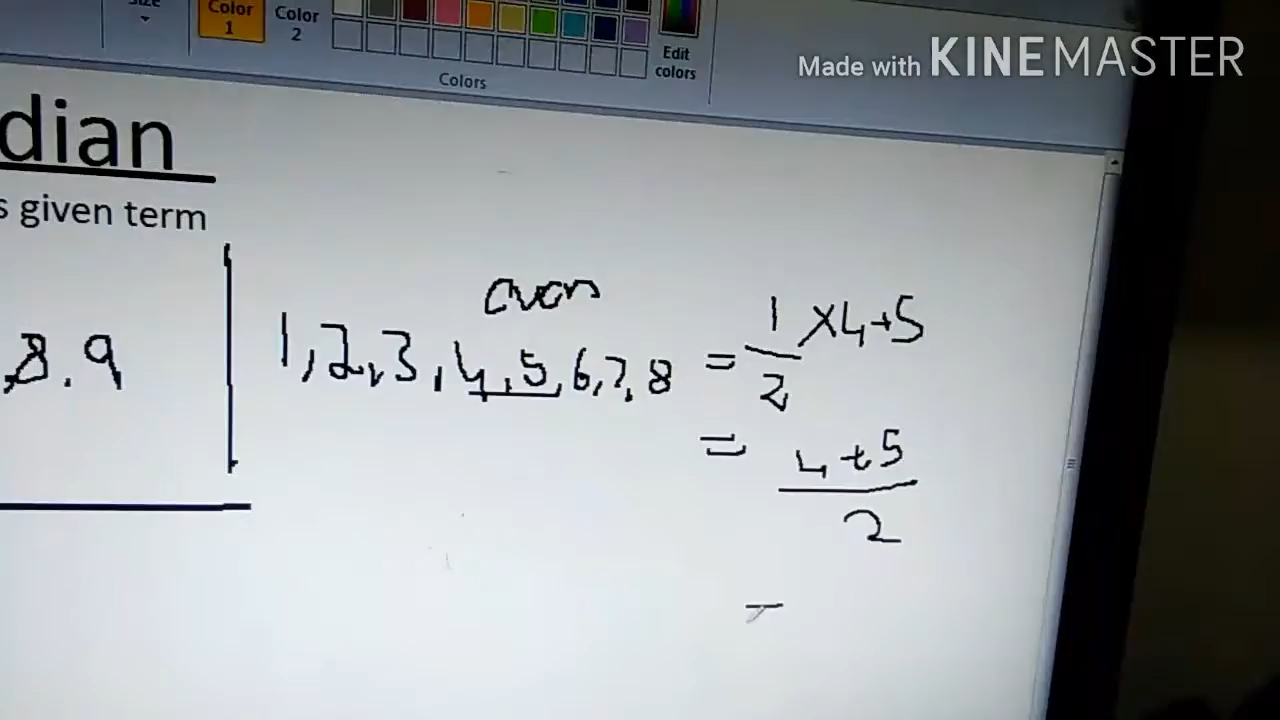 Size
Color 1
Color 2
Edit colors
Colors
Made with KINEMASTER
dian
s given term
even
,8.9
1,2,3,4,5,6,7,8 = 1/2 ×4+5
= 4+5/2
=